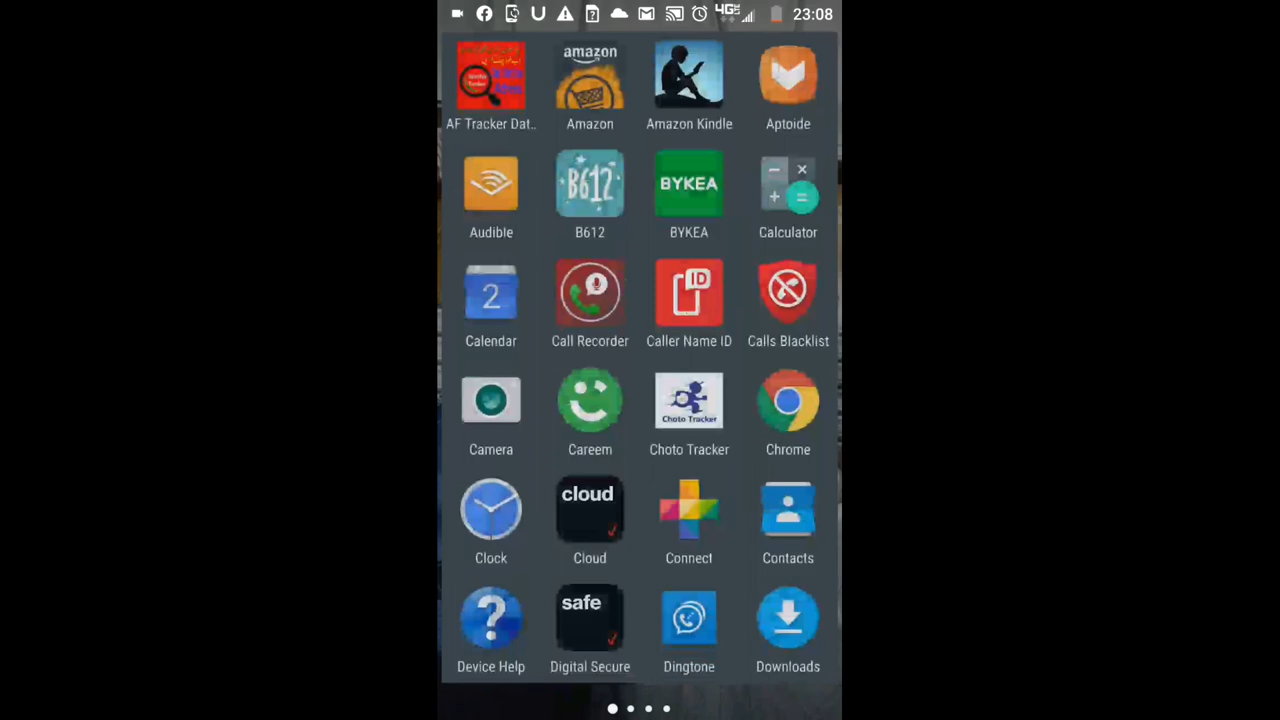 4G 23:08
AF Tracker Dat.. Amazon Amazon Kindle Aptoide
amazon
B612 BYKEA
Audible B612 BYKEA Calculator
2 ID
Calendar Call Recorder Caller Name ID Calls Blacklist
Choto Tracker
Camera Careem Choto Tracker Chrome
cloud
Clock Cloud Connect Contacts
? safe
Device Help Digital Secure Dingtone Downloads